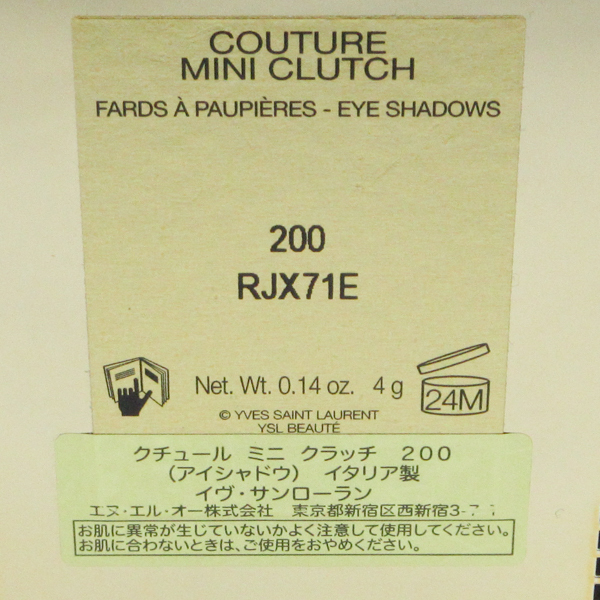 COUTURE
MINI CLUTCH
FARDS À PAUPIÈRES - EYE SHADOWS
200
RJX71E
Net. Wt. 0.14 oz. 4 g
24M
© YVES SAINT LAURENT
YSL BEAUTÉ
クチュール ミニ クラッチ 200
（アイシャドウ） イタリア製
イヴ・サンローラン
エヌ・エル・オー株式会社 東京都新宿区西新宿3-7-1
お肌に異常が生じていないかよく注意して使用してください。
お肌に合わないときは、ご使用をおやめください。